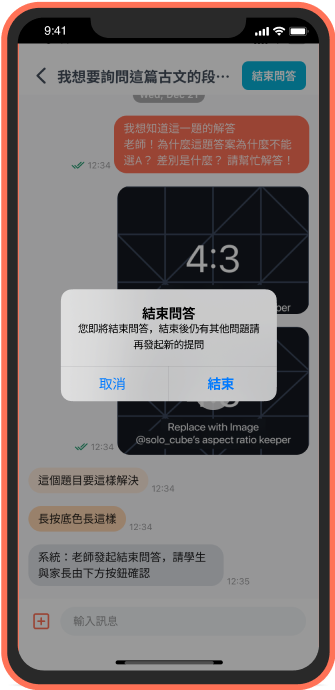 9:41
我想要詢問這篇古文的段…
結束問答
Wed, Dec 21
我想知道這一題的解答
老師！為什麼這題答案為什麼不能
選A？ 差別是什麼？ 請幫忙解答！
12:34
4:3
結束問答
您即將結束問答，結束後仍有其他問題請
再發起新的提問
取消
結束
Replace with Image
@solo_cube's aspect ratio keeper
12:34
這個題目要這樣解決
12:34
長按底色長這樣
12:34
系統：老師發起結束問答，請學生
與家長由下方按鈕確認
12:35
輸入訊息